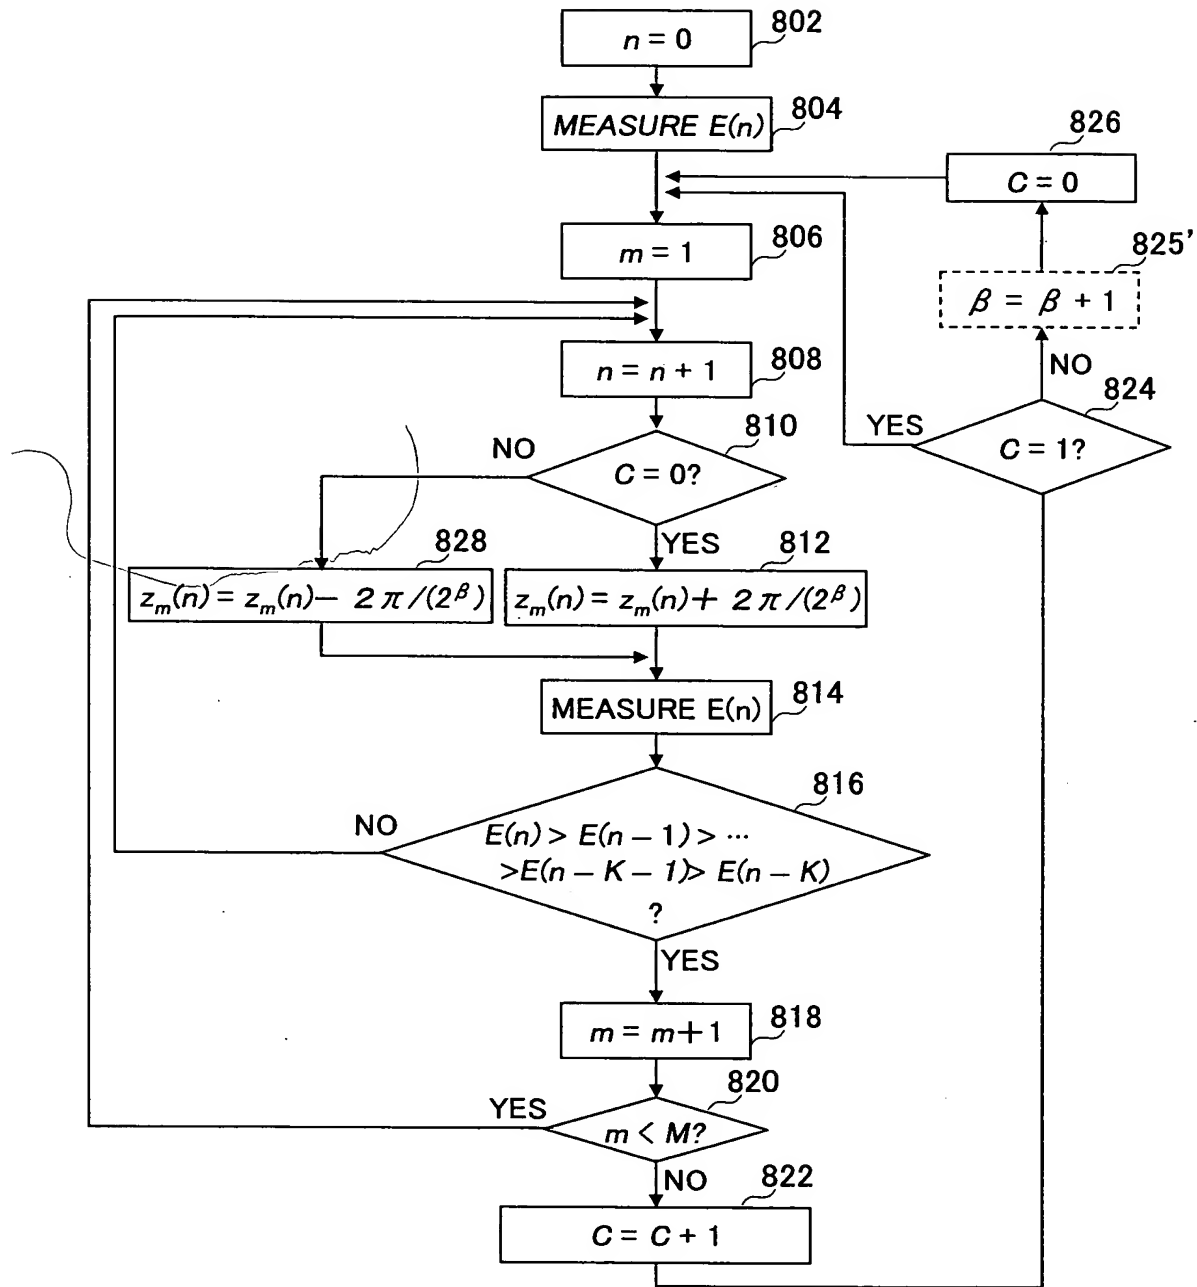 n = 0
802
MEASURE E(n)
804
826
C = 0
m = 1
806
825’
β = β + 1
n = n + 1
808
NO
824
YES
C = 1?
810
NO
C = 0?
YES
828
812
z_m(n) = z_m(n) − 2π/(2^β)
z_m(n) = z_m(n) + 2π/(2^β)
MEASURE E(n)
814
816
NO
E(n) > E(n − 1) > ···
>E(n − K − 1)> E(n − K)
?
YES
m = m + 1
818
820
YES
m < M?
NO
822
C = C + 1